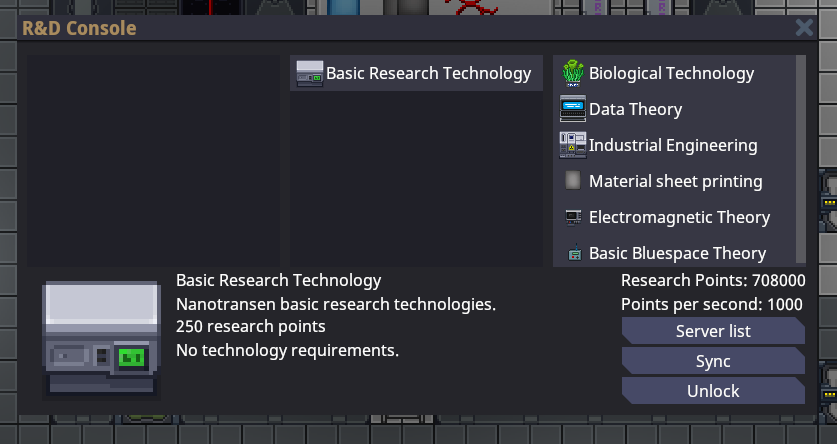 R&D Console
Basic Research Technology
Biological Technology
Data Theory
Industrial Engineering
Material sheet printing
Electromagnetic Theory
Basic Bluespace Theory
Basic Research Technology
Nanotransen basic research technologies.
250 research points
No technology requirements.
Research Points: 708000
Points per second: 1000
Server list
Sync
Unlock